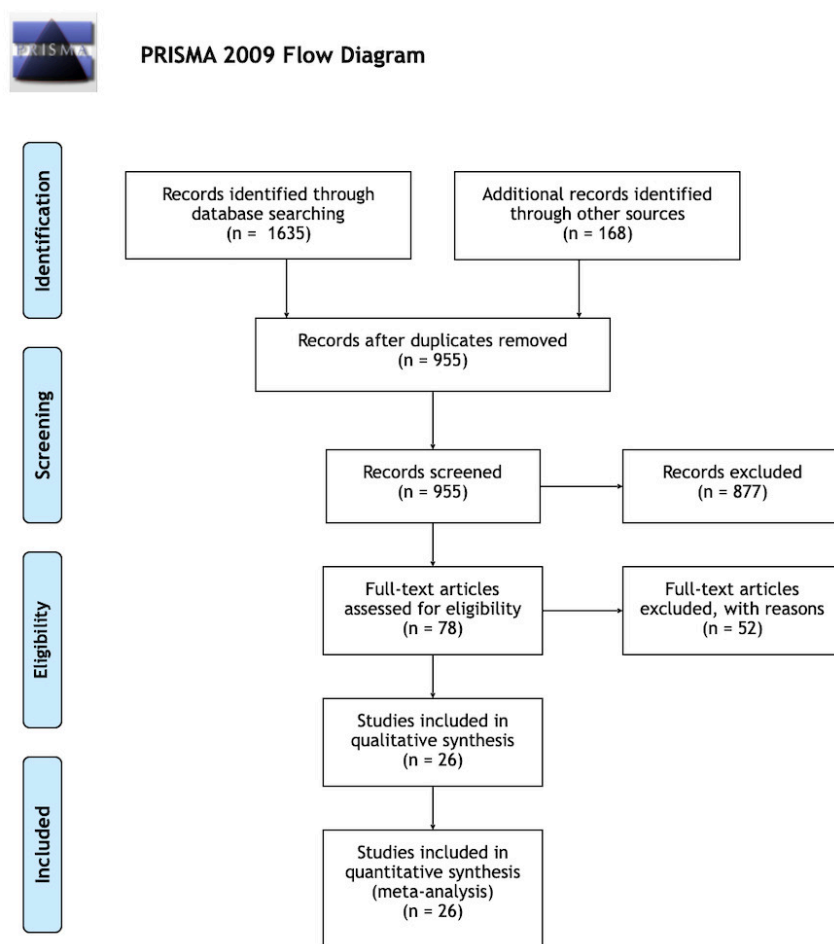 PRISMA
PRISMA 2009 Flow Diagram
Identification
Records identified through
database searching
(n = 1635)
Additional records identified
through other sources
(n = 168)
Records after duplicates removed
(n = 955)
Screening
Records screened
(n = 955)
Records excluded
(n = 877)
Eligibility
Full-text articles
assessed for eligibility
(n = 78)
Full-text articles
excluded, with reasons
(n = 52)
Studies included in
qualitative synthesis
(n = 26)
Included
Studies included in
quantitative synthesis
(meta-analysis)
(n = 26)